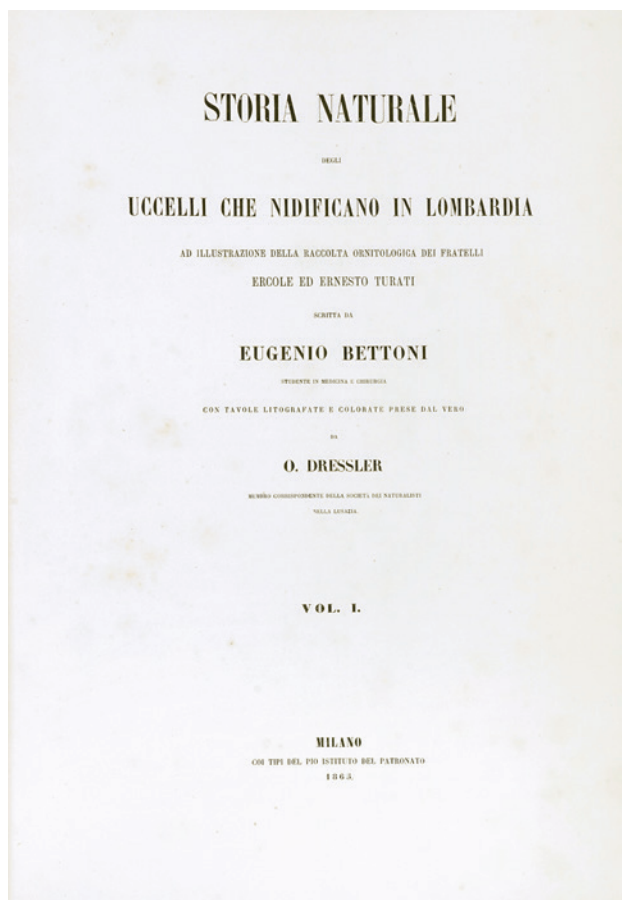 STORIA NATURALE
DEGLI
UCCELLI CHE NIDIFICANO IN LOMBARDIA
AD ILLUSTRAZIONE DELLA RACCOLTA ORNITOLOGICA DEI FRATELLI
ERCOLE ED ERNESTO TURATI
SCRITTA DA
EUGENIO BETTONI
STUDENTE IN MEDICINA E CHIRURGIA
CON TAVOLE LITOGRAFATE E COLORATE PRESE DAL VERO
DA
O. DRESSLER
MEMBRO CORRISPONDENTE DELLA SOCIETÀ DEI NATURALISTI
NELLA LUSAZIA
VOL. I.
MILANO
COI TIPI DEL PIO ISTITUTO DEL PATRONATO
1865.